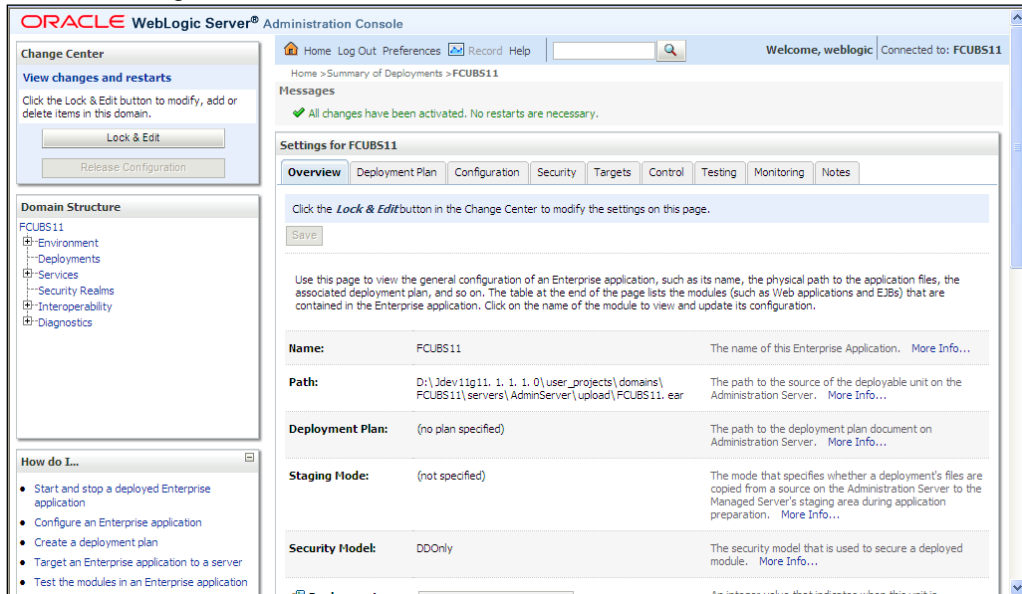 ORACLE WebLogic Server® Administration Console
Change Center
View changes and restarts
Click the Lock & Edit button to modify, add or
delete items in this domain.
Lock & Edit
Release Configuration
Domain Structure
FCUBS11
Environment
Deployments
Services
Security Realms
Interoperability
Diagnostics
How do I...
Start and stop a deployed Enterprise
application
Configure an Enterprise application
Create a deployment plan
Target an Enterprise application to a server
Test the modules in an Enterprise application
Home Log Out Preferences Record Help
Welcome, weblogic Connected to: FCUBS11
Home >Summary of Deployments >FCUBS11
Messages
All changes have been activated. No restarts are necessary.
Settings for FCUBS11
Overview Deployment Plan Configuration Security Targets Control Testing Monitoring Notes
Click the Lock & Edit button in the Change Center to modify the settings on this page.
Save
Use this page to view the general configuration of an Enterprise application, such as its name, the physical path to the application files, the
associated deployment plan, and so on. The table at the end of the page lists the modules (such as Web applications and EJBs) that are
contained in the Enterprise application. Click on the name of the module to view and update its configuration.
Name: FCUBS11 The name of this Enterprise Application. More Info...
Path: D:\Jdev11g11. 1. 1. 1. 0\user_projects\domains\ The path to the source of the deployable unit on the
FCUBS11\servers\AdminServer\upload\FCUBS11. ear Administration Server. More Info...
Deployment Plan: (no plan specified) The path to the deployment plan document on
Administration Server. More Info...
Staging Mode: (not specified) The mode that specifies whether a deployment's files are
copied from a source on the Administration Server to the
Managed Server's staging area during application
preparation. More Info...
Security Model: DDOnly The security model that is used to secure a deployed
module. More Info...